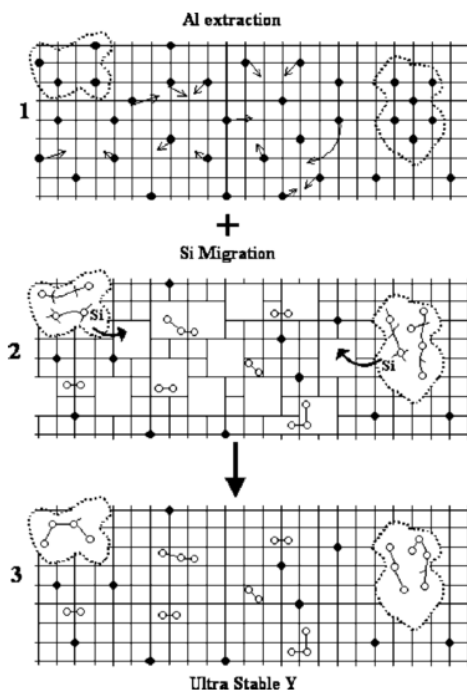 Al extraction
1
+
Si Migration
Si
2
Si
3
Ultra Stable Y